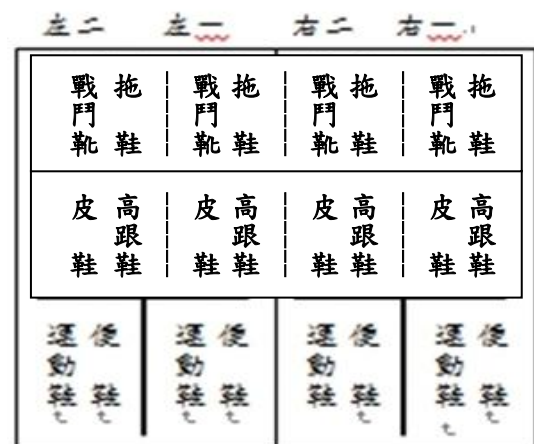 左二 左一 右二 右一
戰鬥靴 拖鞋 戰鬥靴 拖鞋 戰鬥靴 拖鞋 戰鬥靴 拖鞋
皮鞋 高跟鞋 皮鞋 高跟鞋 皮鞋 高跟鞋 皮鞋 高跟鞋
運動鞋 便鞋 運動鞋 便鞋 運動鞋 便鞋 運動鞋 便鞋